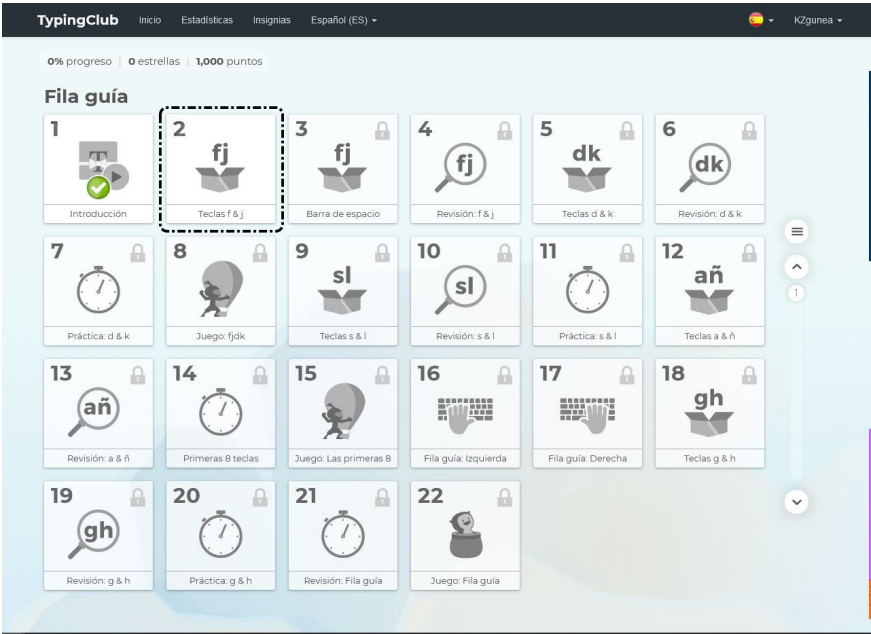 TypingClub Inicio Estadísticas Insignias Español (ES) KZgunea
0% progreso | 0 estrellas | 1,000 puntos
Fila guía
1 2 3 4 5 6
fj fj fj dk dk
T
Introducción Teclas f & j Barra de espacio Revisión: f & j Teclas d & k Revisión: d & k
7 8 9 10 11 12
sl sl añ
1
Práctica: d & k Juego: fjdk Teclas s & l Revisión: s & l Práctica: s & l Teclas a & ñ
13 14 15 16 17 18
añ gh
Revisión: a & ñ Primeras 8 teclas Juego: Las primeras 8 Fila guía: Izquierda Fila guía: Derecha Teclas g & h
19 20 21 22
gh
Revisión: g & h Práctica: g & h Revisión: Fila guía Juego: Fila guía